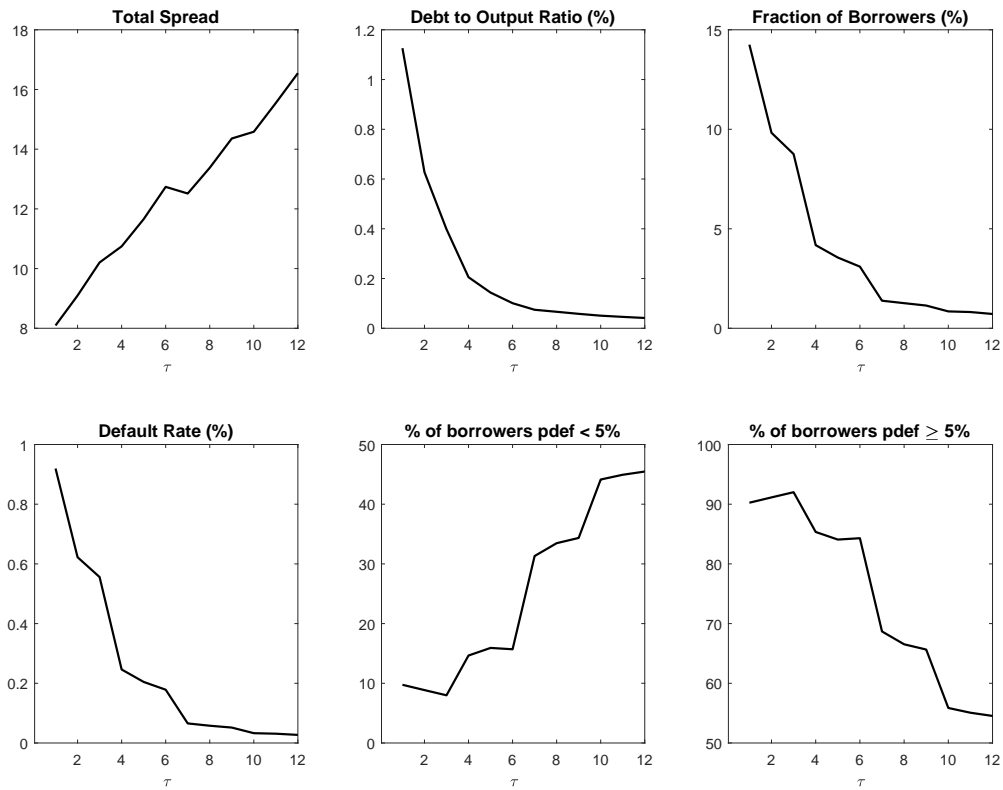 Total Spread
18
16
14
12
10
8
2 4 6 8 10 12
τ
Debt to Output Ratio (%)
1.2
1
0.8
0.6
0.4
0.2
0
2 4 6 8 10 12
τ
Fraction of Borrowers (%)
15
10
5
0
2 4 6 8 10 12
τ
Default Rate (%)
1
0.8
0.6
0.4
0.2
0
2 4 6 8 10 12
τ
% of borrowers pdef < 5%
50
40
30
20
10
0
2 4 6 8 10 12
τ
% of borrowers pdef ≥ 5%
100
90
80
70
60
50
2 4 6 8 10 12
τ